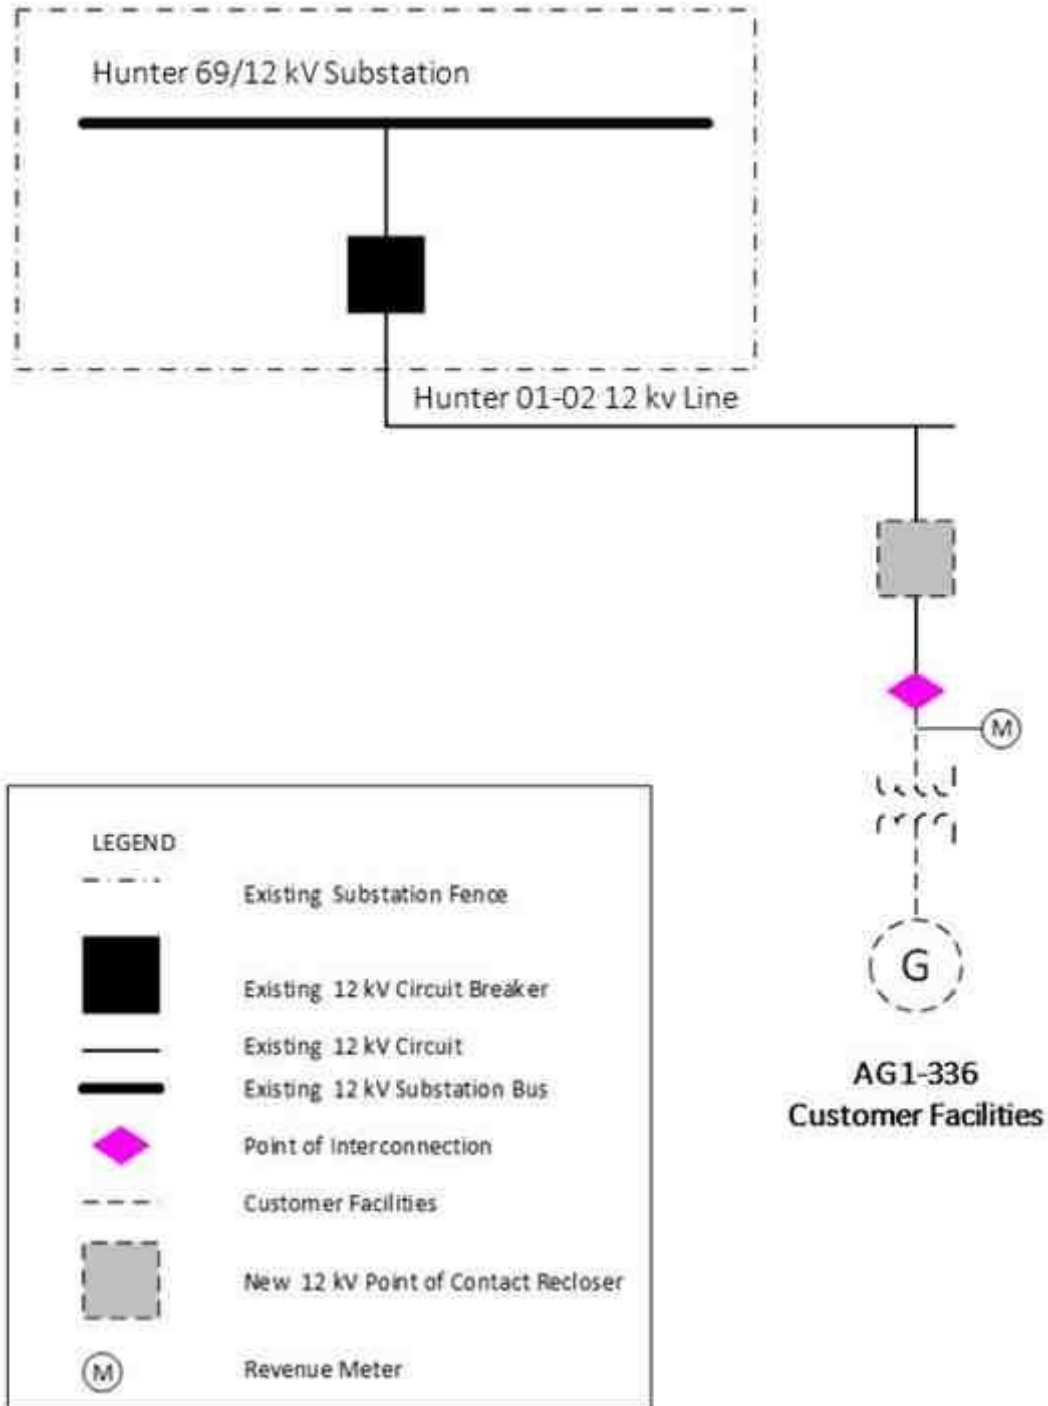 Hunter 69/12 kV Substation
Hunter 01-02 12 kv Line
M
G
AG1-336
Customer Facilities
LEGEND
Existing Substation Fence
Existing 12 kV Circuit Breaker
Existing 12 kV Circuit
Existing 12 kV Substation Bus
Point of Interconnection
Customer Facilities
New 12 kV Point of Contact Recloser
M Revenue Meter